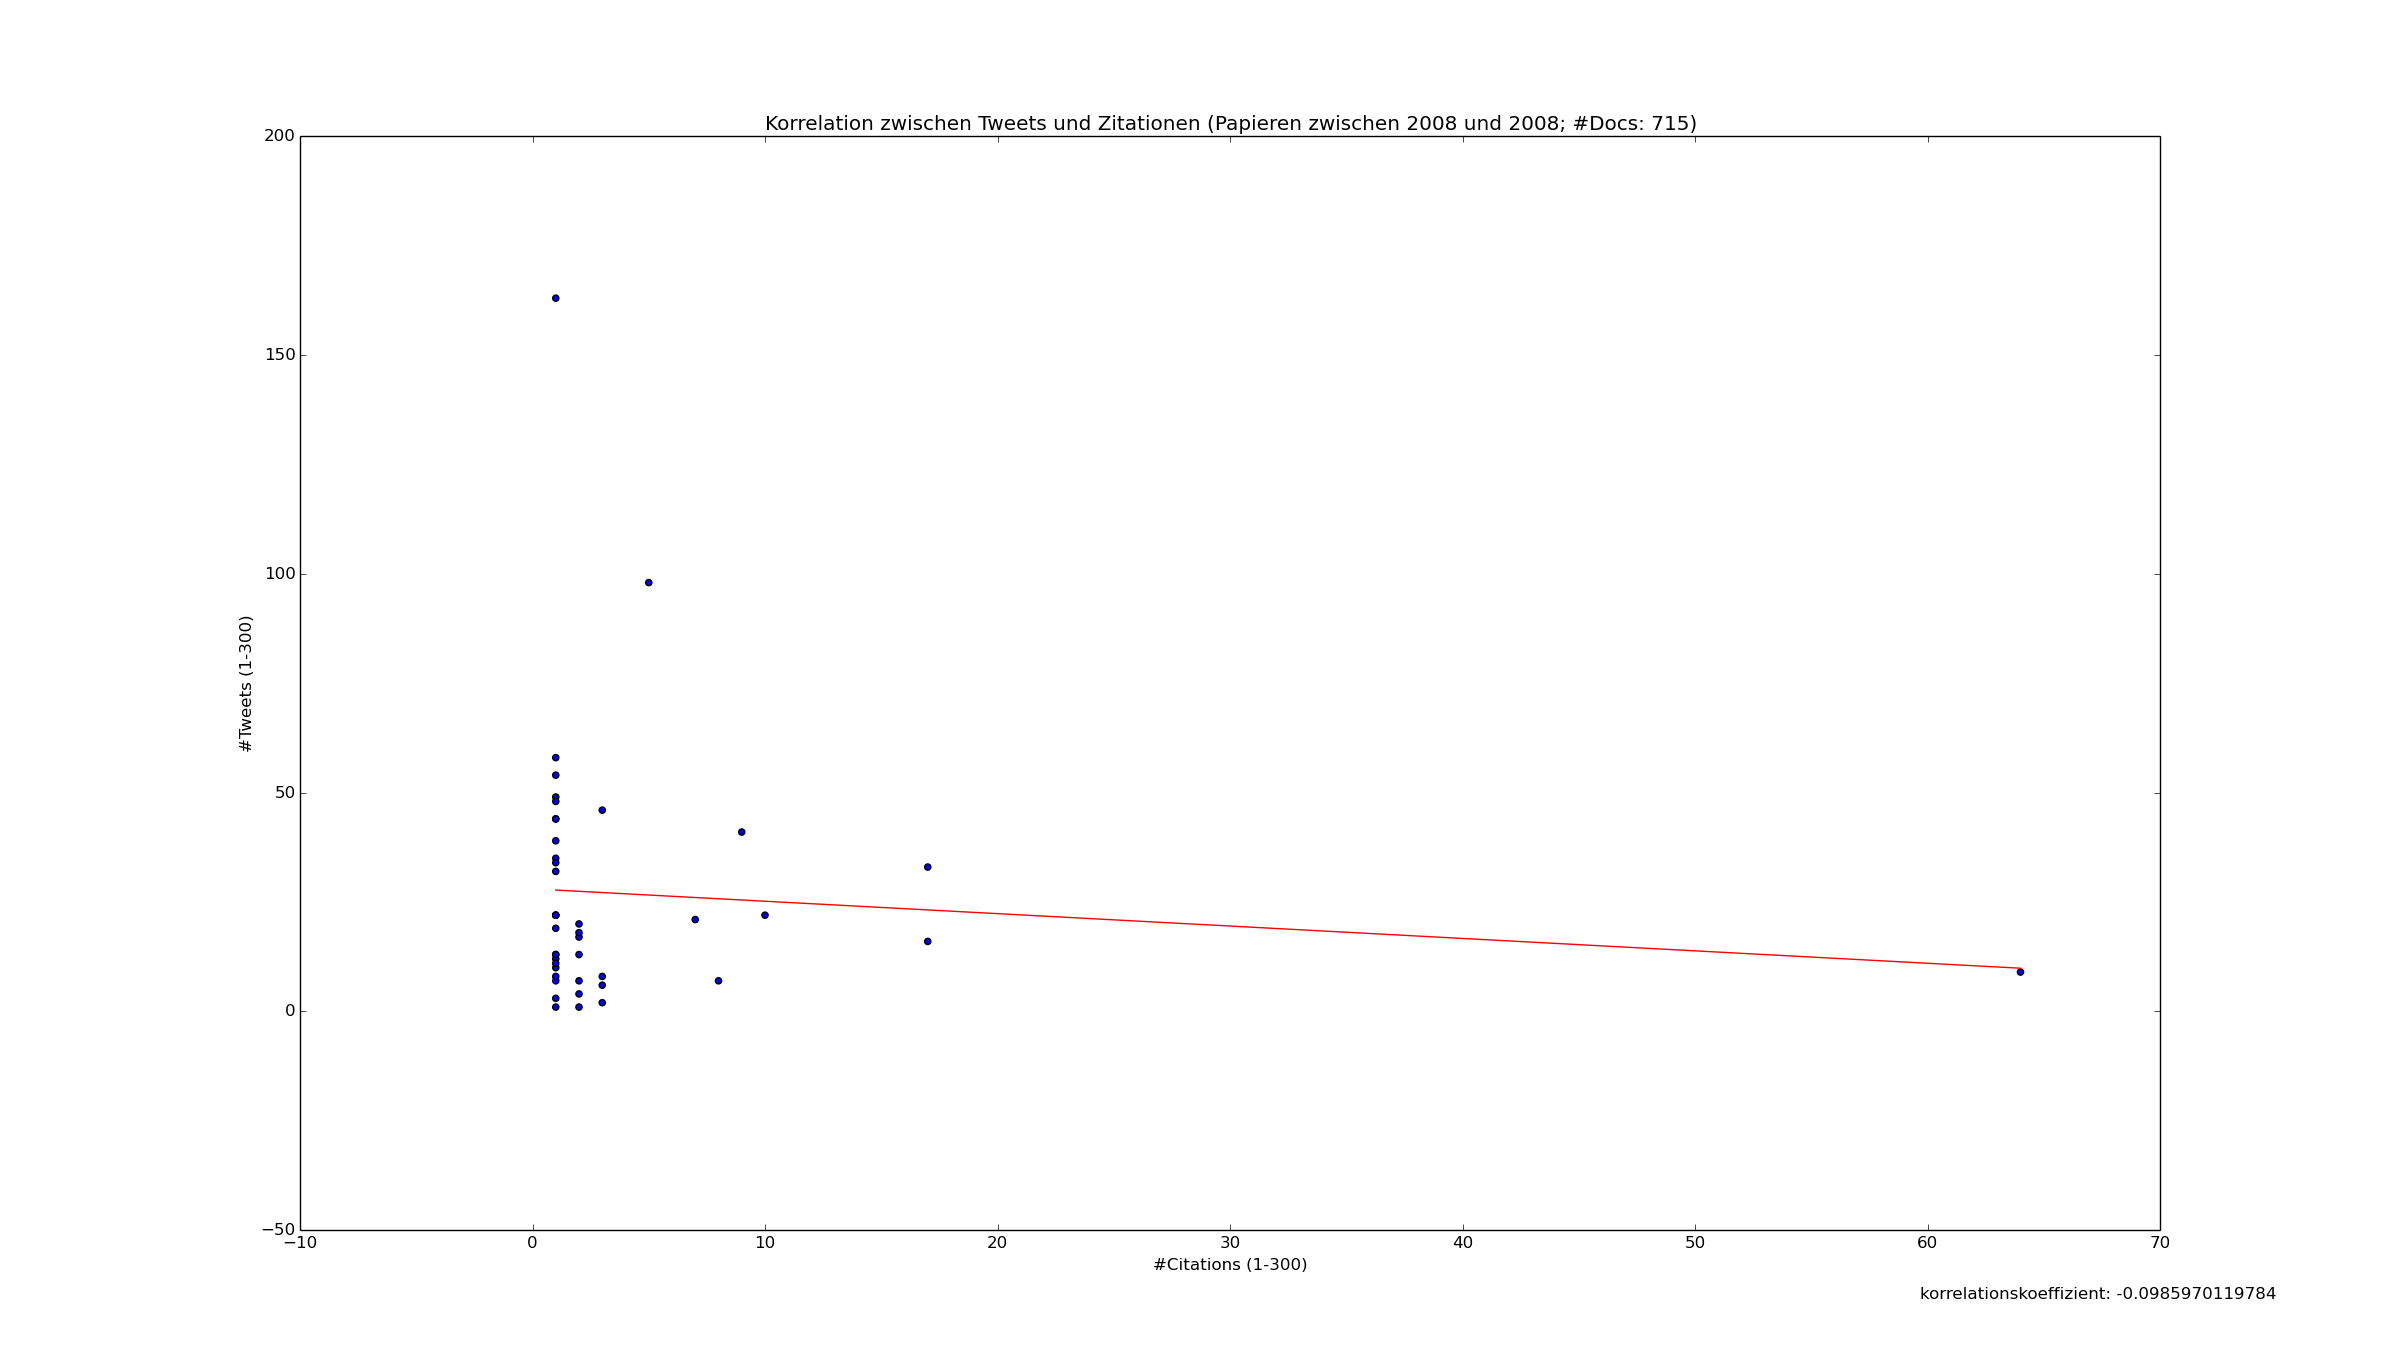 Korrelation zwischen Tweets und Zitationen (Papieren zwischen 2008 und 2008; #Docs: 715)
200
150
100
50
0
−50
#Tweets (1-300)
−10 0 10 20 30 40 50 60 70
#Citations (1-300)
korrelationskoeffizient: -0.0985970119784